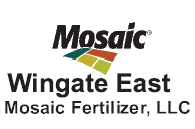 Mosaic®
Wingate East
Mosaic Fertilizer, LLC